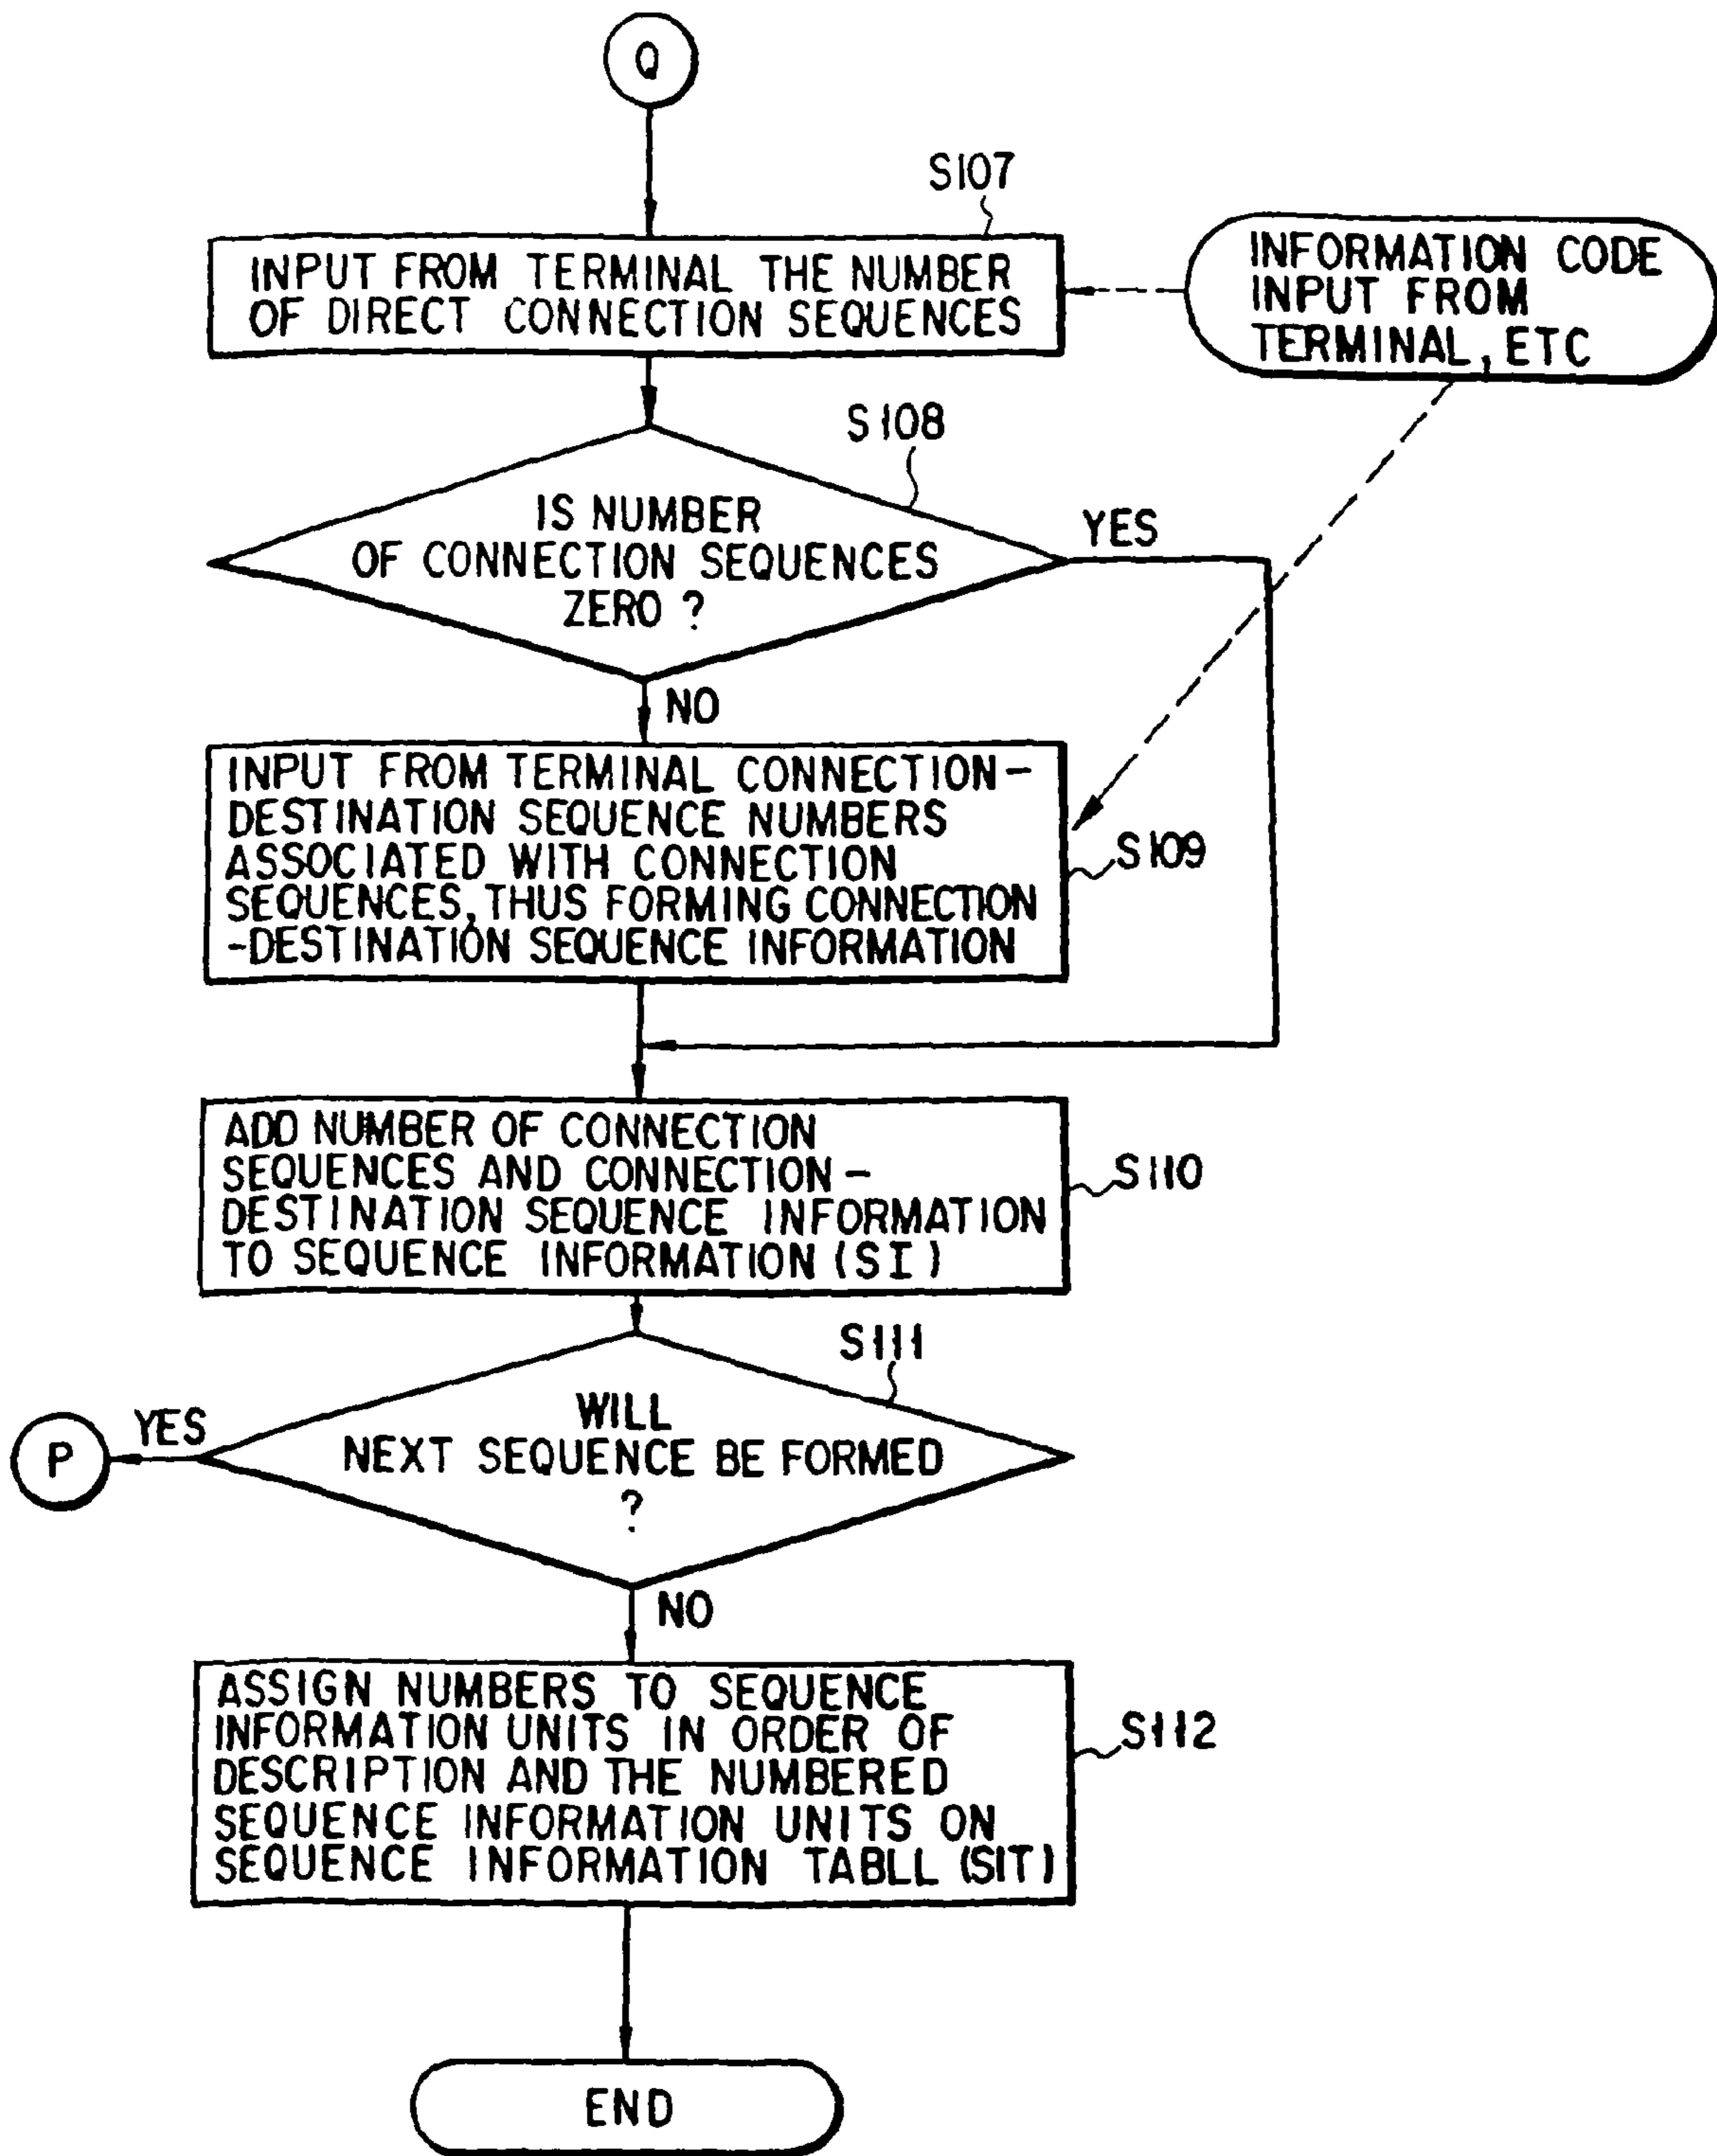 Q
S107
INPUT FROM TERMINAL THE NUMBER
OF DIRECT CONNECTION SEQUENCES
INFORMATION CODE
INPUT FROM
TERMINAL, ETC
S108
IS NUMBER
OF CONNECTION SEQUENCES
ZERO ?
YES
NO
INPUT FROM TERMINAL CONNECTION-
DESTINATION SEQUENCE NUMBERS
ASSOCIATED WITH CONNECTION
SEQUENCES, THUS FORMING CONNECTION
-DESTINATION SEQUENCE INFORMATION
S109
ADD NUMBER OF CONNECTION
SEQUENCES AND CONNECTION-
DESTINATION SEQUENCE INFORMATION
TO SEQUENCE INFORMATION (SI)
S110
S111
WILL
NEXT SEQUENCE BE FORMED
?
YES
P
NO
ASSIGN NUMBERS TO SEQUENCE
INFORMATION UNITS IN ORDER OF
DESCRIPTION AND THE NUMBERED
SEQUENCE INFORMATION UNITS ON
SEQUENCE INFORMATION TABLL (SIT)
S112
END